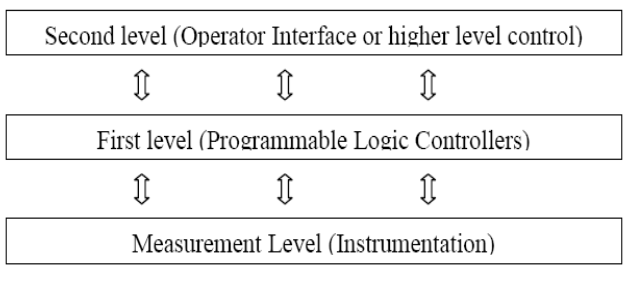 Second level (Operator Interface or higher level control)
First level (Programmable Logic Controllers)
Measurement Level (Instrumentation)